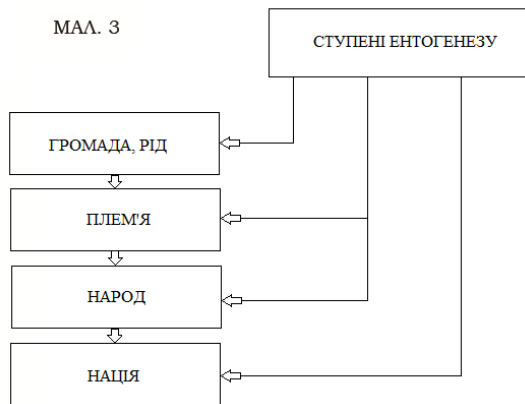 МАЛ. 3
СТУПЕНІ ЕНТОГЕНЕЗУ
ГРОМАДА, РІД
ПЛЕМ'Я
НАРОД
НАЦІЯ